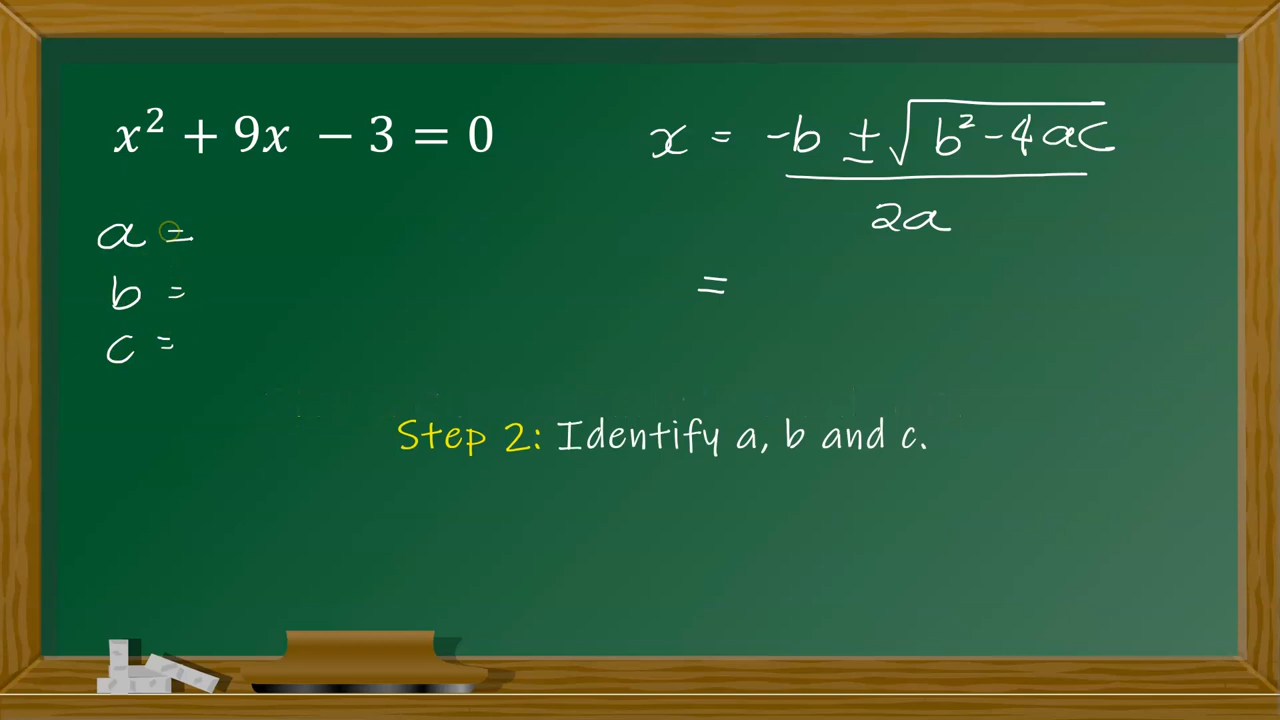 x² + 9x − 3 = 0
x = -b ± √(b² - 4ac)
2a
a =
b =
c =
=
Step 2: Identify a, b and c.